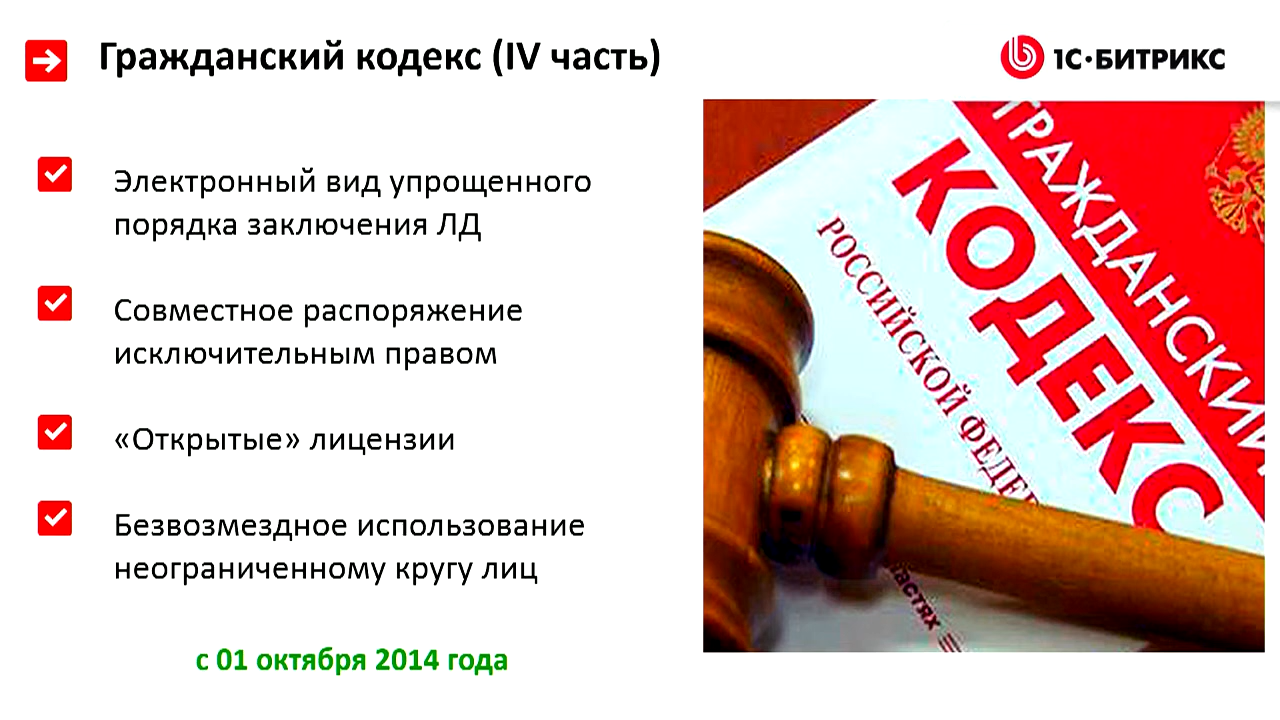 Гражданский кодекс (IV часть)
1С·БИТРИКС
Электронный вид упрощенного
порядка заключения ЛД
Совместное распоряжение
исключительным правом
«Открытые» лицензии
Безвозмездное использование
неограниченному кругу лиц
с 01 октября 2014 года
ГРАЖДАНСКИЙ
КОДЕКС
РОССИЙСКОЙ ФЕДЕР
частях